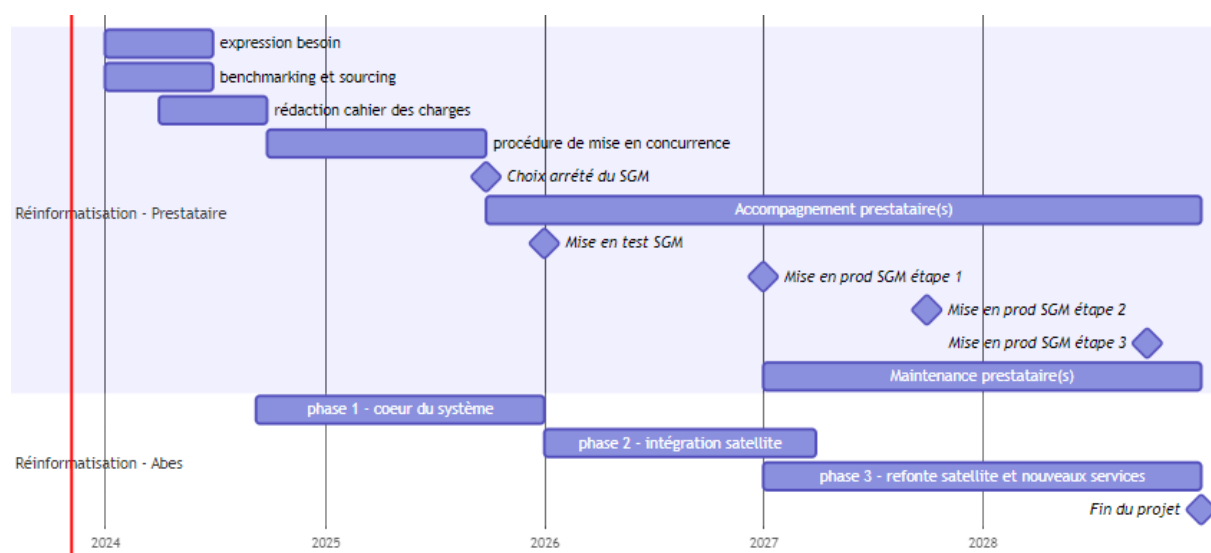 expression besoin
benchmarking et sourcing
rédaction cahier des charges
procédure de mise en concurrence
Choix arrété du SGM
Réinformatisation - Prestataire
Accompagnement prestataire(s)
Mise en test SGM
Mise en prod SGM étape 1
Mise en prod SGM étape 2
Mise en prod SGM étape 3
Maintenance prestataire(s)
phase 1 - coeur du système
phase 2 - intégration satellite
Réinformatisation - Abes
phase 3 - refonte satellite et nouveaux services
Fin du projet
2024 2025 2026 2027 2028